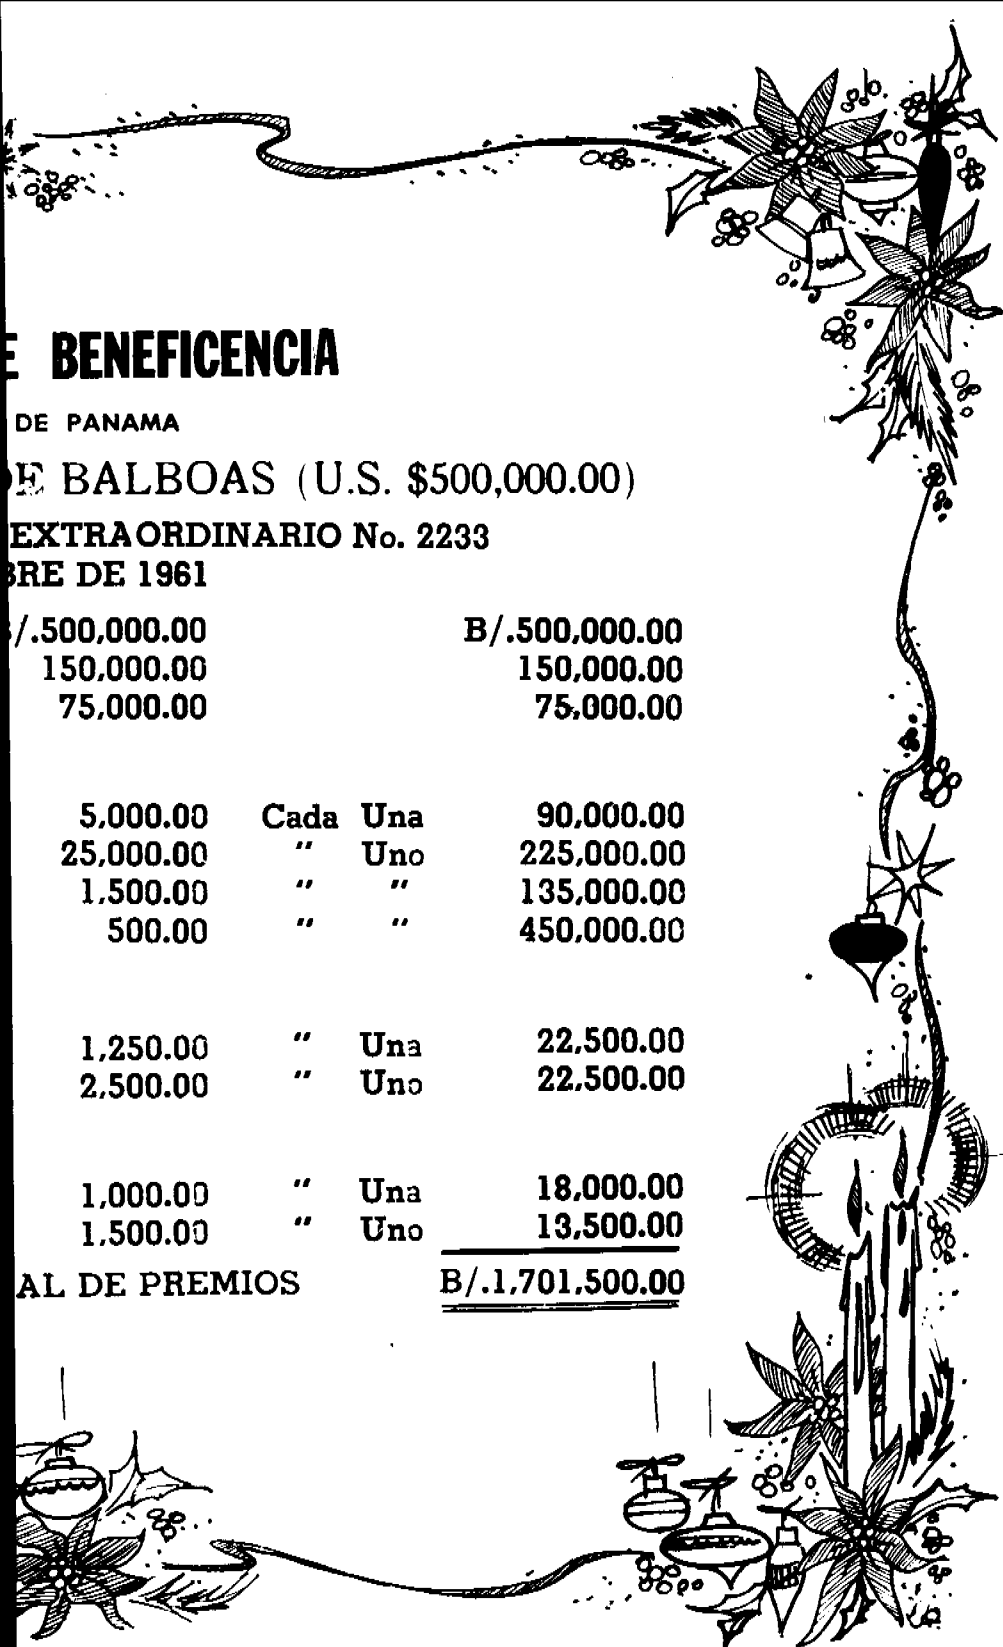 E BENEFICENCIA
DE PANAMA
DE BALBOAS (U.S. $500,000.00)
EXTRAORDINARIO No. 2233
BRE DE 1961
B/.500,000.00 B/.500,000.00
150,000.00 150,000.00
75,000.00 75,000.00
5,000.00 Cada Una 90,000.00
25,000.00 " Uno 225,000.00
1,500.00 " " 135,000.00
500.00 " " 450,000.00
1,250.00 " Una 22,500.00
2,500.00 " Uno 22,500.00
1,000.00 " Una 18,000.00
1,500.00 " Uno 13,500.00
AL DE PREMIOS B/.1,701,500.00